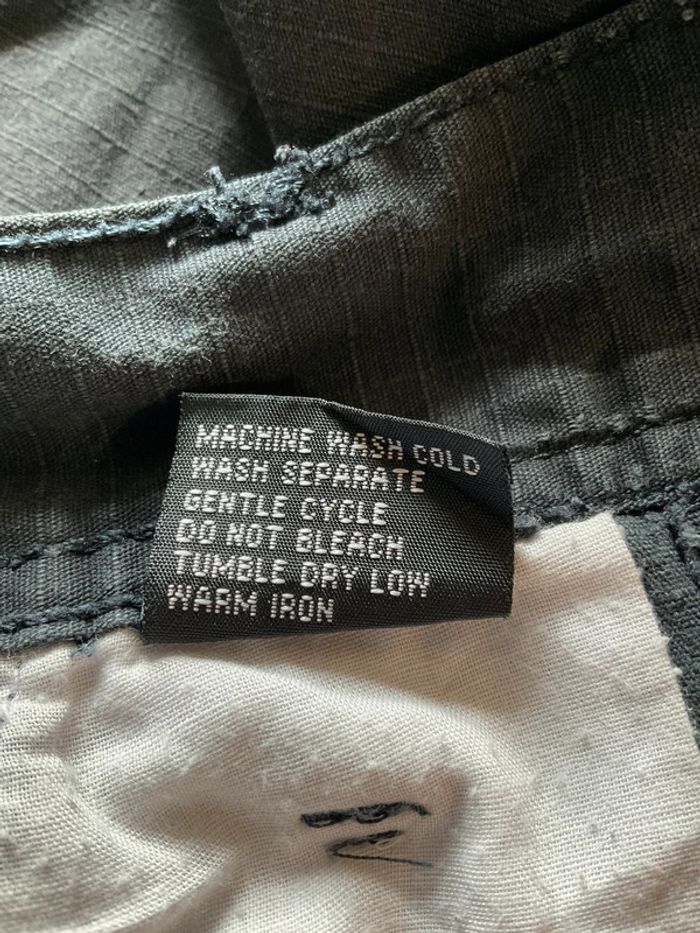 MACHINE WASH COLD
WASH SEPARATE
GENTLE CYCLE
DO NOT BLEACH
TUMBLE DRY LOW
WARM IRON